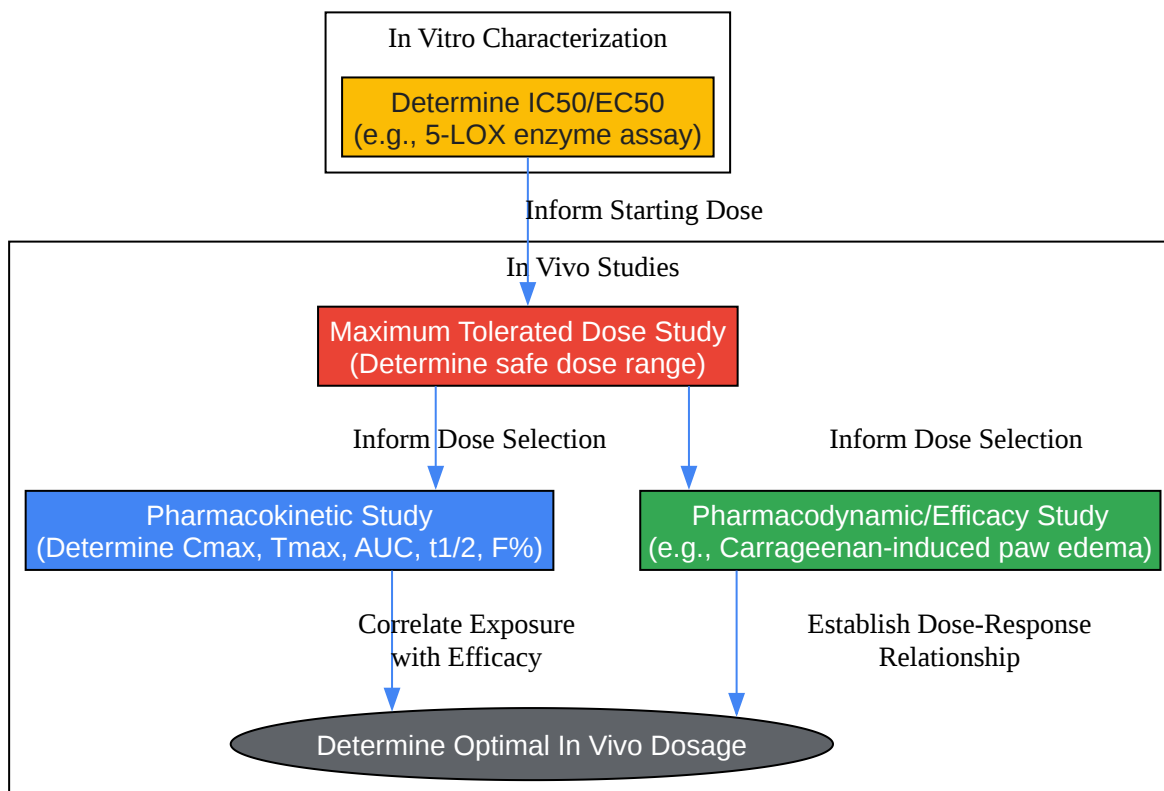 In Vitro Characterization
Determine IC50/EC50
(e.g., 5-LOX enzyme assay)
Inform Starting Dose
In Vivo Studies
Maximum Tolerated Dose Study
(Determine safe dose range)
Inform Dose Selection
Inform Dose Selection
Pharmacokinetic Study
(Determine Cmax, Tmax, AUC, t1/2, F%)
Pharmacodynamic/Efficacy Study
(e.g., Carrageenan-induced paw edema)
Correlate Exposure
with Efficacy
Establish Dose-Response
Relationship
Determine Optimal In Vivo Dosage